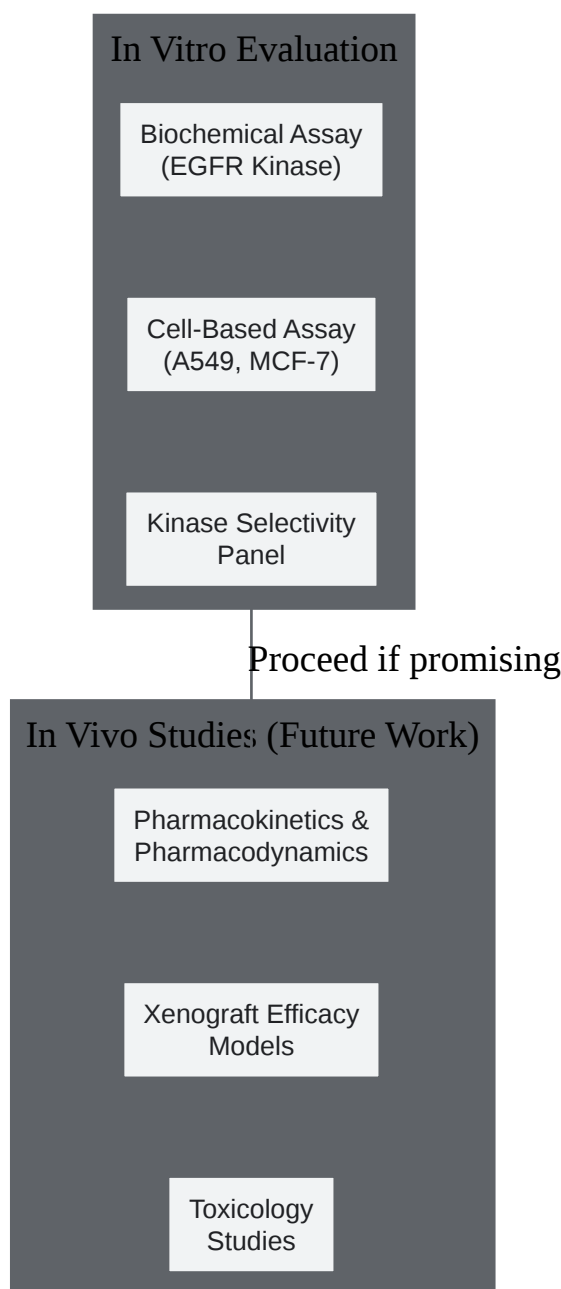 In Vitro Evaluation
Biochemical Assay
(EGFR Kinase)
Cell-Based Assay
(A549, MCF-7)
Kinase Selectivity
Panel
Proceed if promising
In Vivo Studies (Future Work)
Pharmacokinetics &
Pharmacodynamics
Xenograft Efficacy
Models
Toxicology
Studies